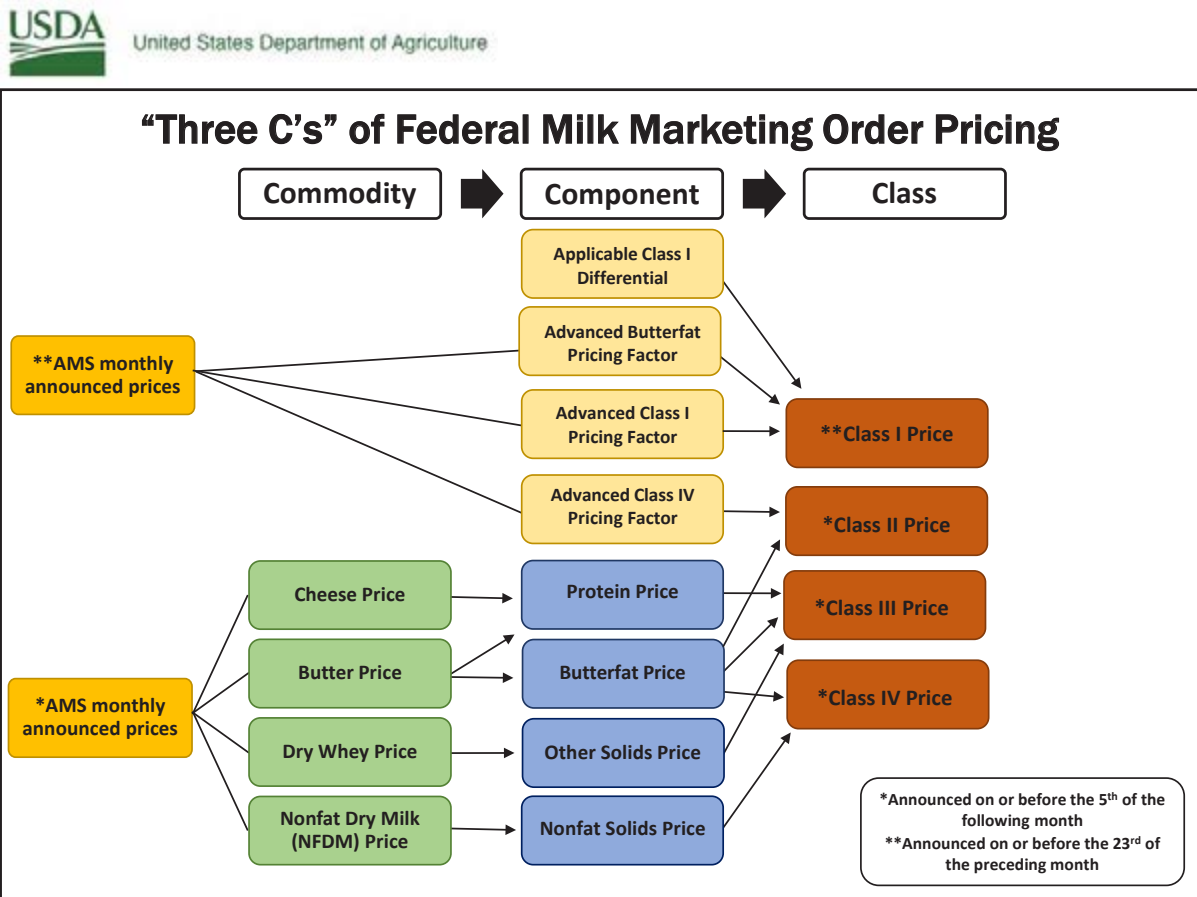 USDA
United States Department of Agriculture
“Three C’s” of Federal Milk Marketing Order Pricing
Commodity
Component
Class
Applicable Class I
Differential
**AMS monthly
announced prices
Advanced Butterfat
Pricing Factor
Advanced Class I
Pricing Factor
Advanced Class IV
Pricing Factor
**Class I Price
*Class II Price
*Class III Price
*Class IV Price
*AMS monthly
announced prices
Cheese Price
Protein Price
Butter Price
Butterfat Price
Dry Whey Price
Other Solids Price
Nonfat Dry Milk
(NFDM) Price
Nonfat Solids Price
*Announced on or before the 5th of the
following month
**Announced on or before the 23rd of
the preceding month